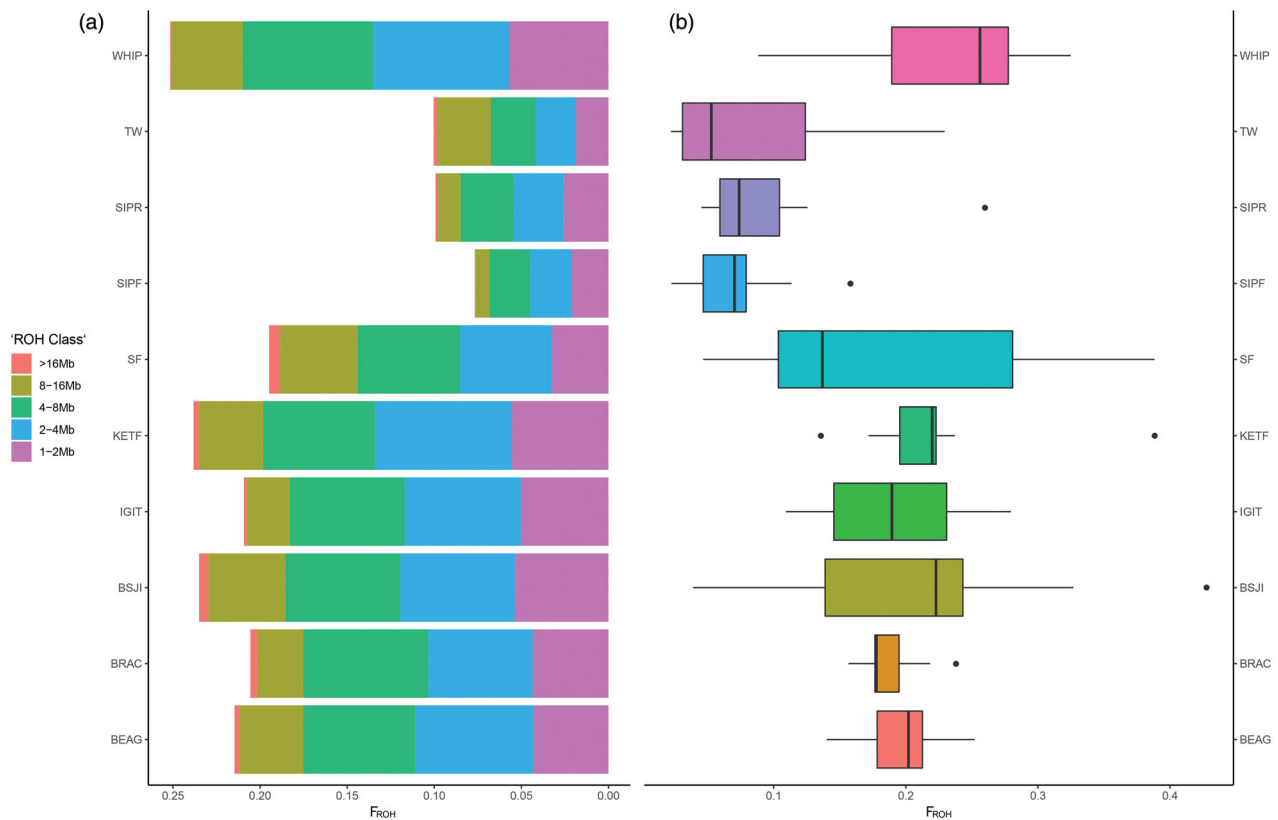 (a)
WHIP
TW
SIPR
SIPF
SF
KETF
IGIT
BSJI
BRAC
BEAG
0.25 0.20 0.15 0.10 0.05 0.00
FROH
‘ROH Class‘
>16Mb
8−16Mb
4−8Mb
2−4Mb
1−2Mb
(b)
WHIP
TW
SIPR
SIPF
SF
KETF
IGIT
BSJI
BRAC
BEAG
0.1 0.2 0.3 0.4
FROH